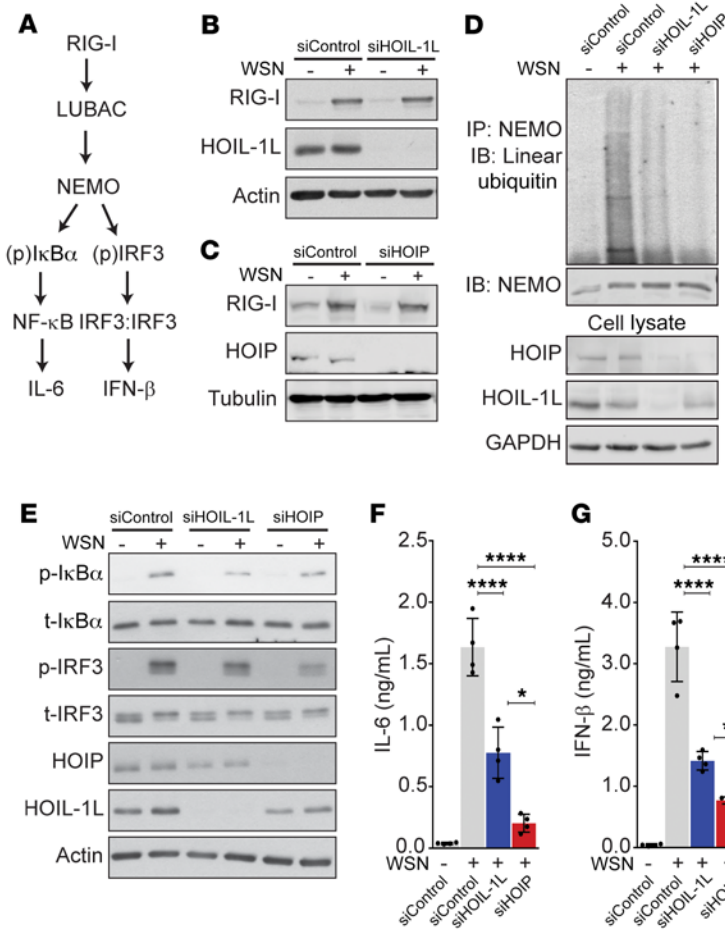 A
RIG-I
LUBAC
NEMO
(p)IκBα (p)IRF3
NF-κB IRF3:IRF3
IL-6 IFN-β
B
siControl siHOIL-1L
WSN - + - +
RIG-I
HOIL-1L
Actin
C
siControl siHOIP
WSN - + - +
RIG-I
HOIP
Tubulin
D
siControl siControl siHOIL-1L siHOIP
WSN - + + +
IP: NEMO
IB: Linear
ubiquitin
IB: NEMO
Cell lysate
HOIP
HOIL-1L
GAPDH
E
siControl siHOIL-1L siHOIP
WSN - + - + - +
p-IκBα
t-IκBα
p-IRF3
t-IRF3
HOIP
HOIL-1L
Actin
F
IL-6 (ng/mL)
2.5
2.0
1.5
1.0
0.5
0.0
****
****
*
WSN - + + +
siControl siControl siHOIL-1L siHOIP
G
IFN-β (ng/mL)
5.0
4.0
3.0
2.0
1.0
0.0
****
****
WSN - + +
siControl siControl siHOIL-1L